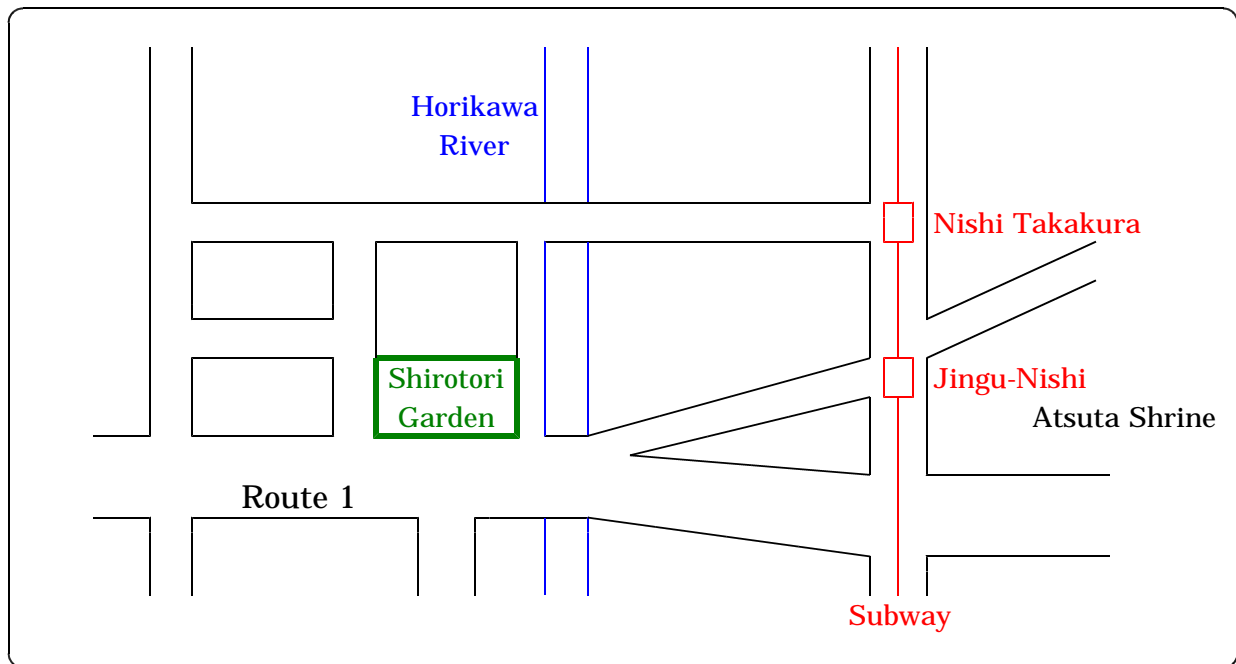 Horikawa
River
Nishi Takakura
Shirotori
Garden
Jingu-Nishi
Atsuta Shrine
Route 1
Subway